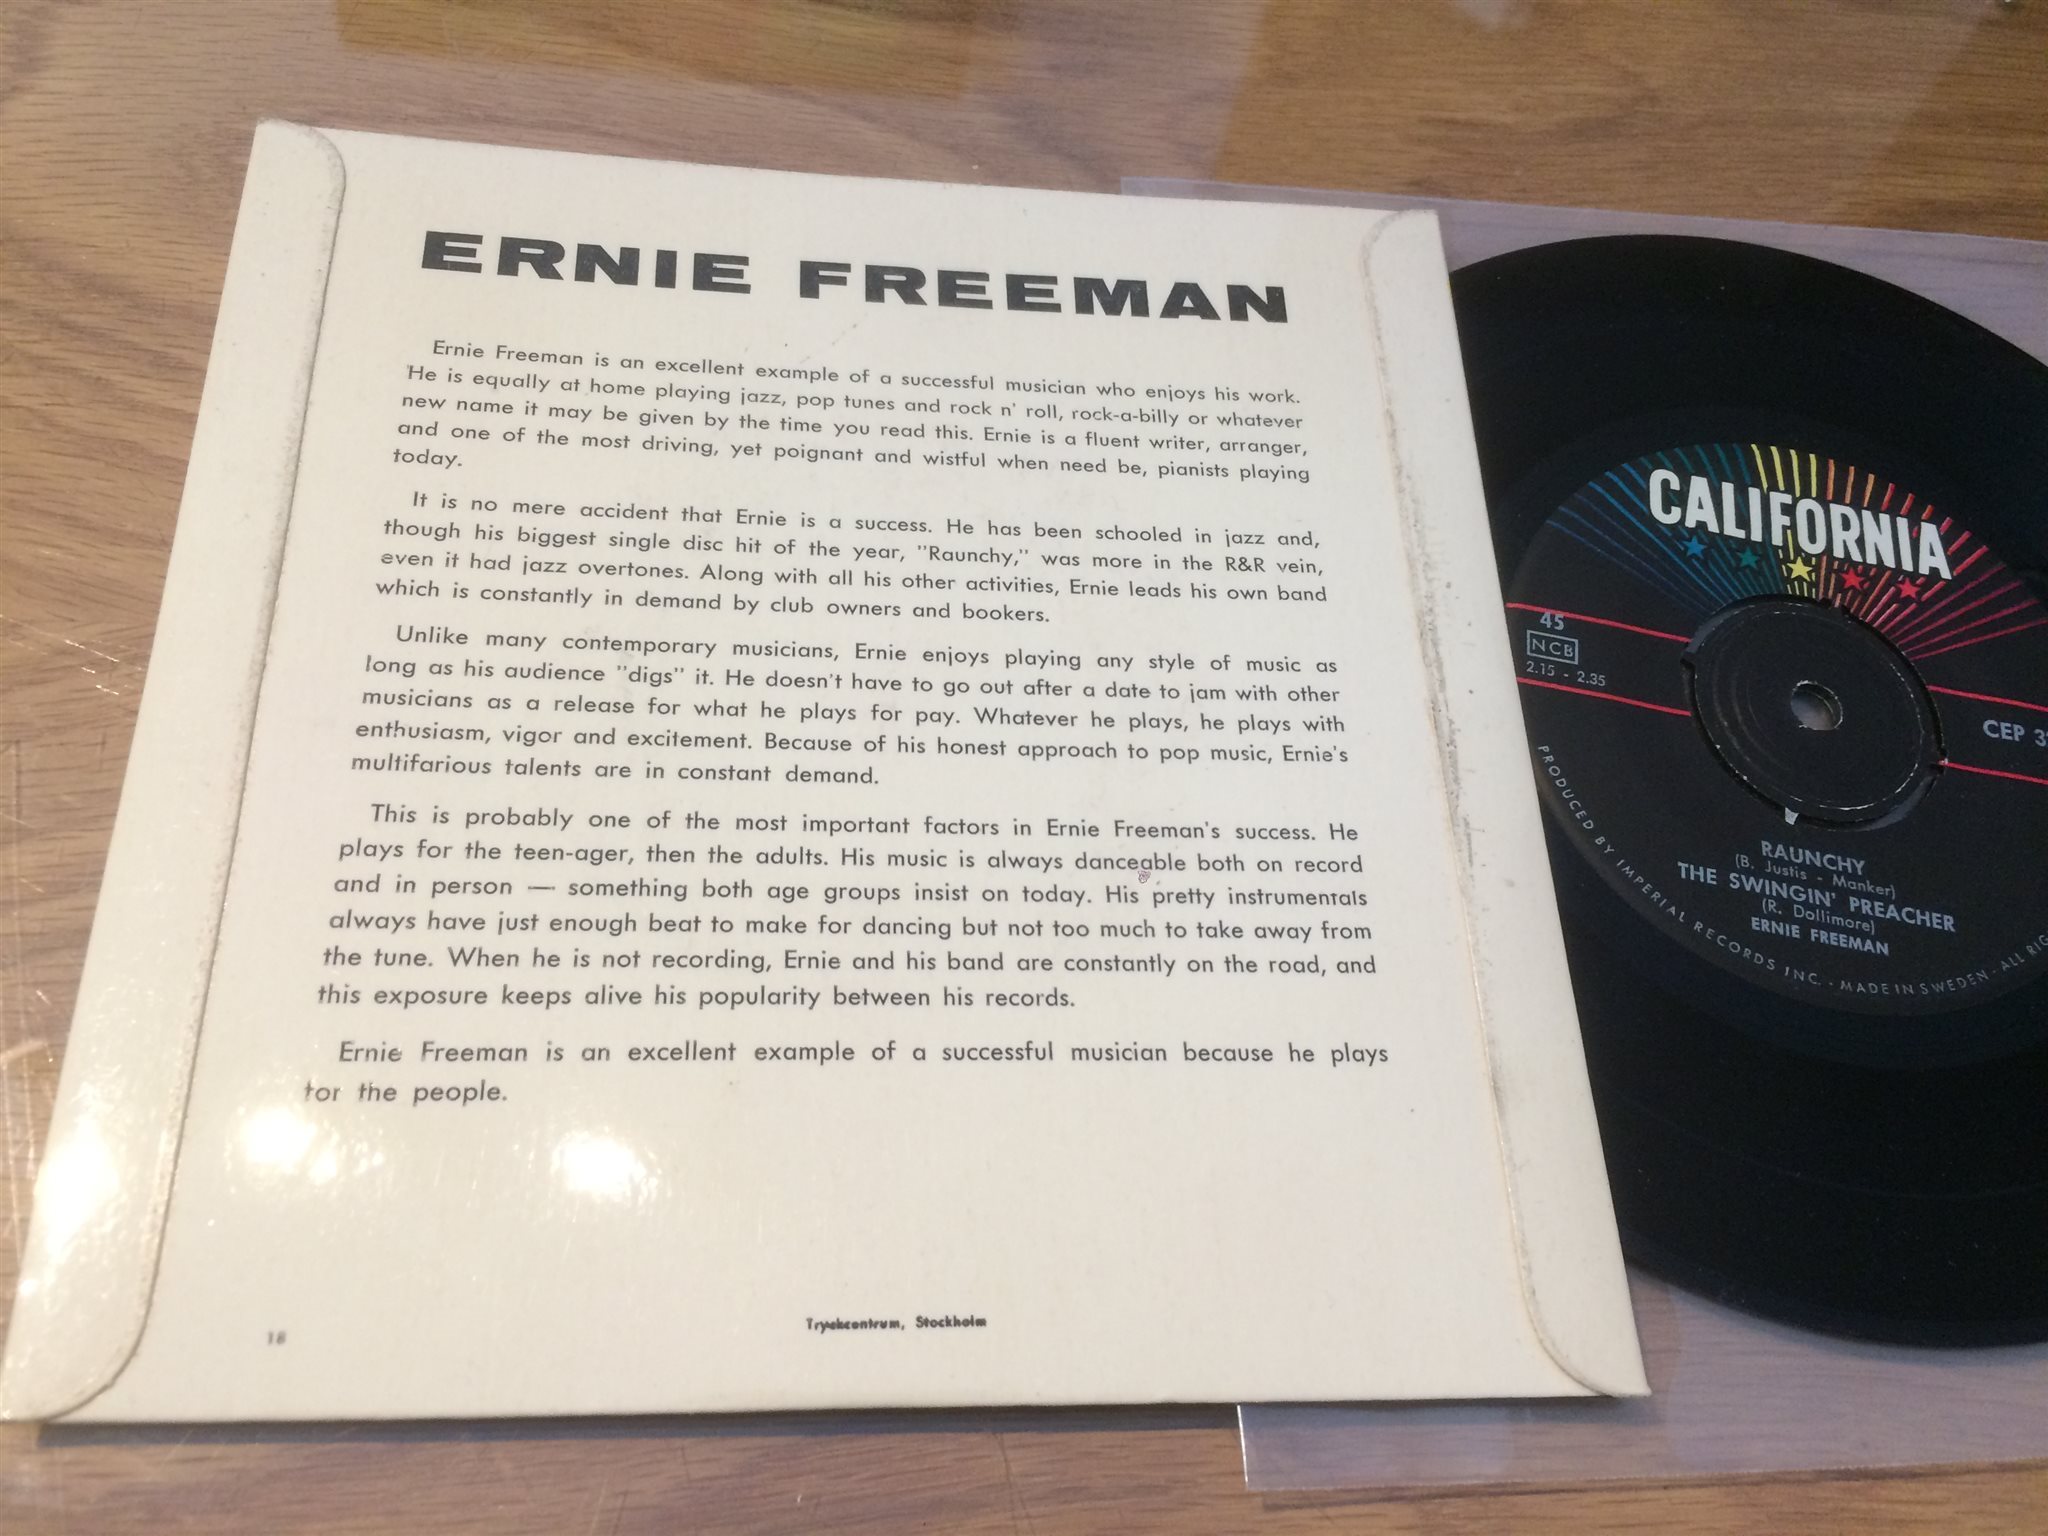 ERNIE FREEMAN
Ernie Freeman is an excellent example of a successful musician who enjoys his work.
He is equally at home playing jazz, pop tunes and rock n' roll, rock-a-billy or whatever
new name it may be given by the time you read this. Ernie is a fluent writer, arranger,
and one of the most driving, yet poignant and wistful when need be, pianists playing
today.
It is no mere accident that Ernie is a success. He has been schooled in jazz and,
though his biggest single disc hit of the year, "Raunchy," was more in the R&R vein,
even it had jazz overtones. Along with all his other activities, Ernie leads his own band
which is constantly in demand by club owners and bookers.
Unlike many contemporary musicians, Ernie enjoys playing any style of music as
long as his audience "digs" it. He doesn't have to go out after a date to jam with other
musicians as a release for what he plays for pay. Whatever he plays, he plays with
enthusiasm, vigor and excitement. Because of his honest approach to pop music, Ernie's
multifarious talents are in constant demand.
This is probably one of the most important factors in Ernie Freeman's success. He
plays for the teen-ager, then the adults. His music is always danceable both on record
and in person — something both age groups insist on today. His pretty instrumentals
always have just enough beat to make for dancing but not too much to take away from
the tune. When he is not recording, Ernie and his band are constantly on the road, and
this exposure keeps alive his popularity between his records.
Ernie Freeman is an excellent example of a successful musician because he plays
for the people.
18
Tryckcentrum, Stockholm
CALIFORNIA
45
NCB
2.15 - 2.35
CEP
RAUNCHY
(B. Justis - Manker)
THE SWINGIN' PREACHER
(R. Dollimore)
ERNIE FREEMAN
PRODUCED BY IMPERIAL RECORDS INC. - MADE IN SWEDEN - ALL